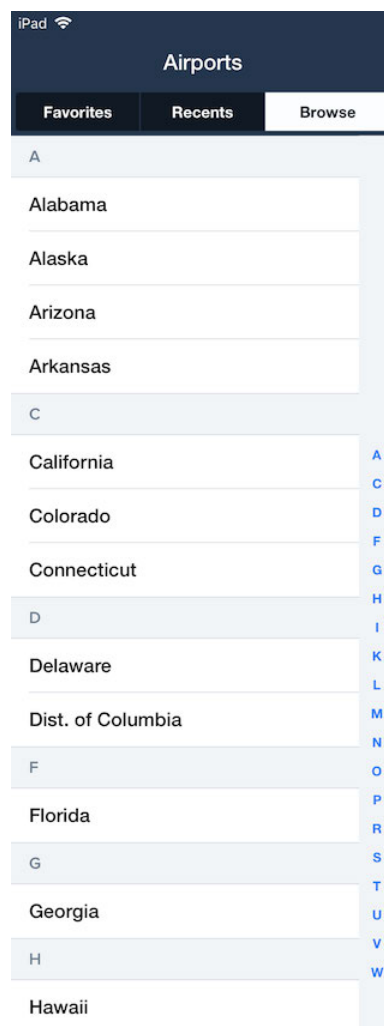 iPad
Airports
Favorites Recents Browse
A
Alabama
Alaska
Arizona
Arkansas
C
California
Colorado
Connecticut
D
Delaware
Dist. of Columbia
F
Florida
G
Georgia
H
Hawaii
A
C
D
F
G
H
I
K
L
M
N
O
P
R
S
T
U
V
W